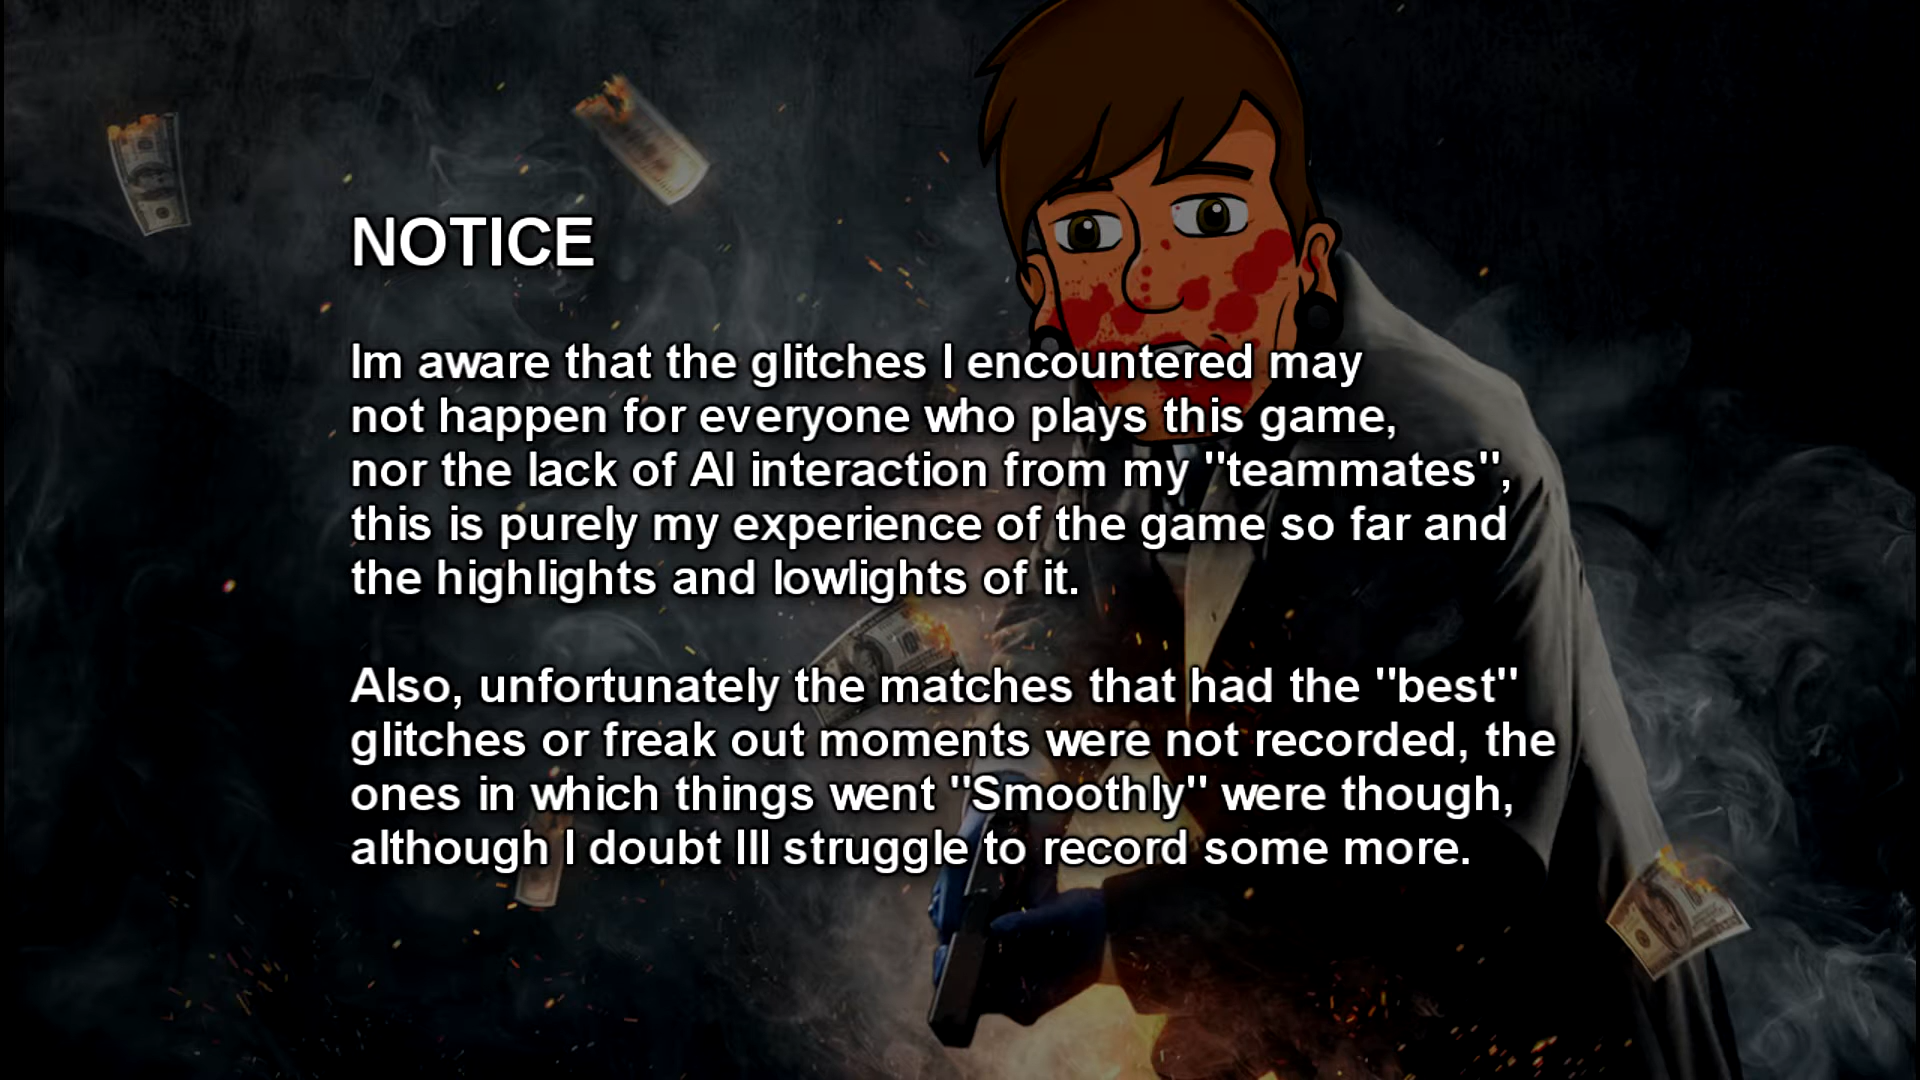 NOTICE
Im aware that the glitches I encountered may
not happen for everyone who plays this game,
nor the lack of AI interaction from my "teammates",
this is purely my experience of the game so far and
the highlights and lowlights of it.
Also, unfortunately the matches that had the "best"
glitches or freak out moments were not recorded, the
ones in which things went "Smoothly" were though,
although I doubt Ill struggle to record some more.